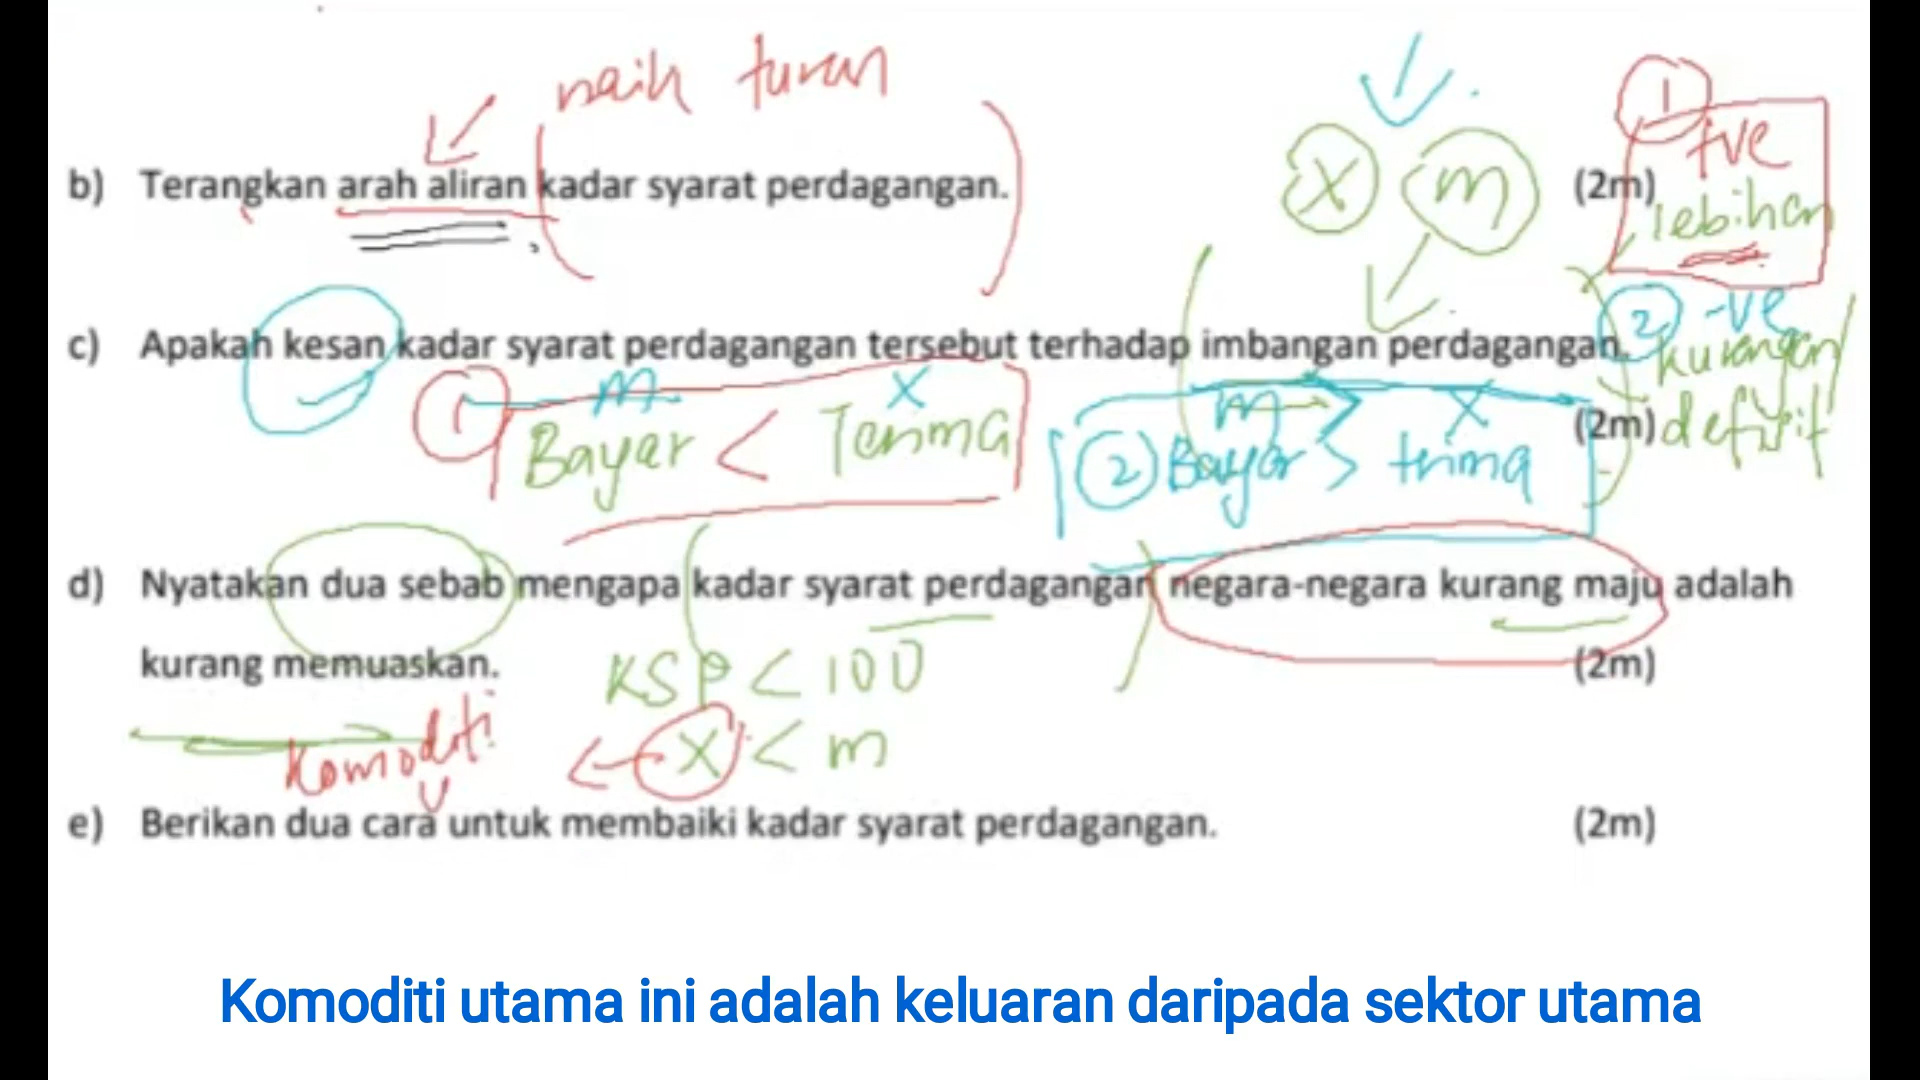 naik turun
b) Terangkan arah aliran kadar syarat perdagangan. (2m)
x m
1
+ve
lebihan
c) Apakah kesan kadar syarat perdagangan tersebut terhadap imbangan perdagangan.
2 -ve
kurangan/
defisit
(2m)
m x
1 Bayar < Terima
m > x
2 Bayar > trima
d) Nyatakan dua sebab mengapa kadar syarat perdagangan negara-negara kurang maju adalah
kurang memuaskan. (2m)
KSP < 100
Komoditi
x < m
e) Berikan dua cara untuk membaiki kadar syarat perdagangan. (2m)
Komoditi utama ini adalah keluaran daripada sektor utama